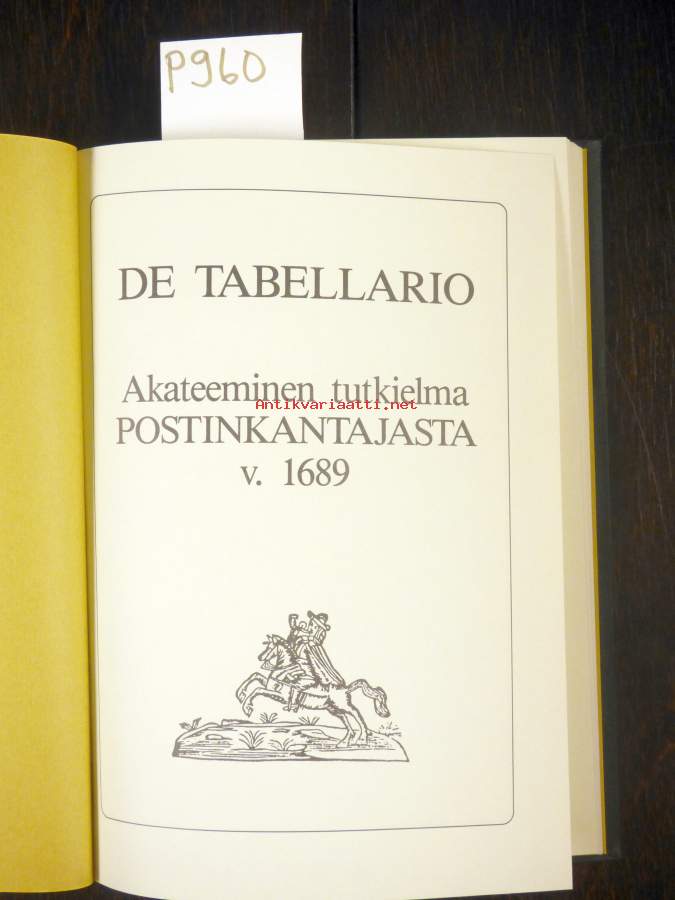 P960
DE TABELLARIO
Akateeminen tutkielma
Antikvariaatti.net
POSTINKANTAJASTA
v. 1689